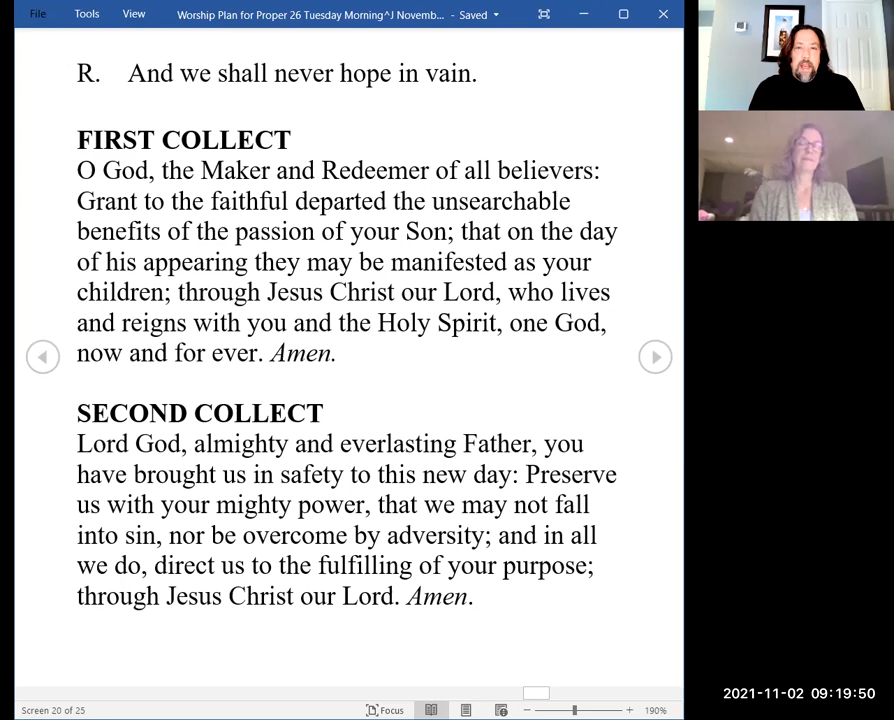 File Tools View Worship Plan for Proper 26 Tuesday Morning^J Novemb... - Saved
R. And we shall never hope in vain.
FIRST COLLECT
O God, the Maker and Redeemer of all believers:
Grant to the faithful departed the unsearchable
benefits of the passion of your Son; that on the day
of his appearing they may be manifested as your
children; through Jesus Christ our Lord, who lives
and reigns with you and the Holy Spirit, one God,
now and for ever. Amen.
SECOND COLLECT
Lord God, almighty and everlasting Father, you
have brought us in safety to this new day: Preserve
us with your mighty power, that we may not fall
into sin, nor be overcome by adversity; and in all
we do, direct us to the fulfilling of your purpose;
through Jesus Christ our Lord. Amen.
2021-11-02 09:19:50
Screen 20 of 25 Focus 190%